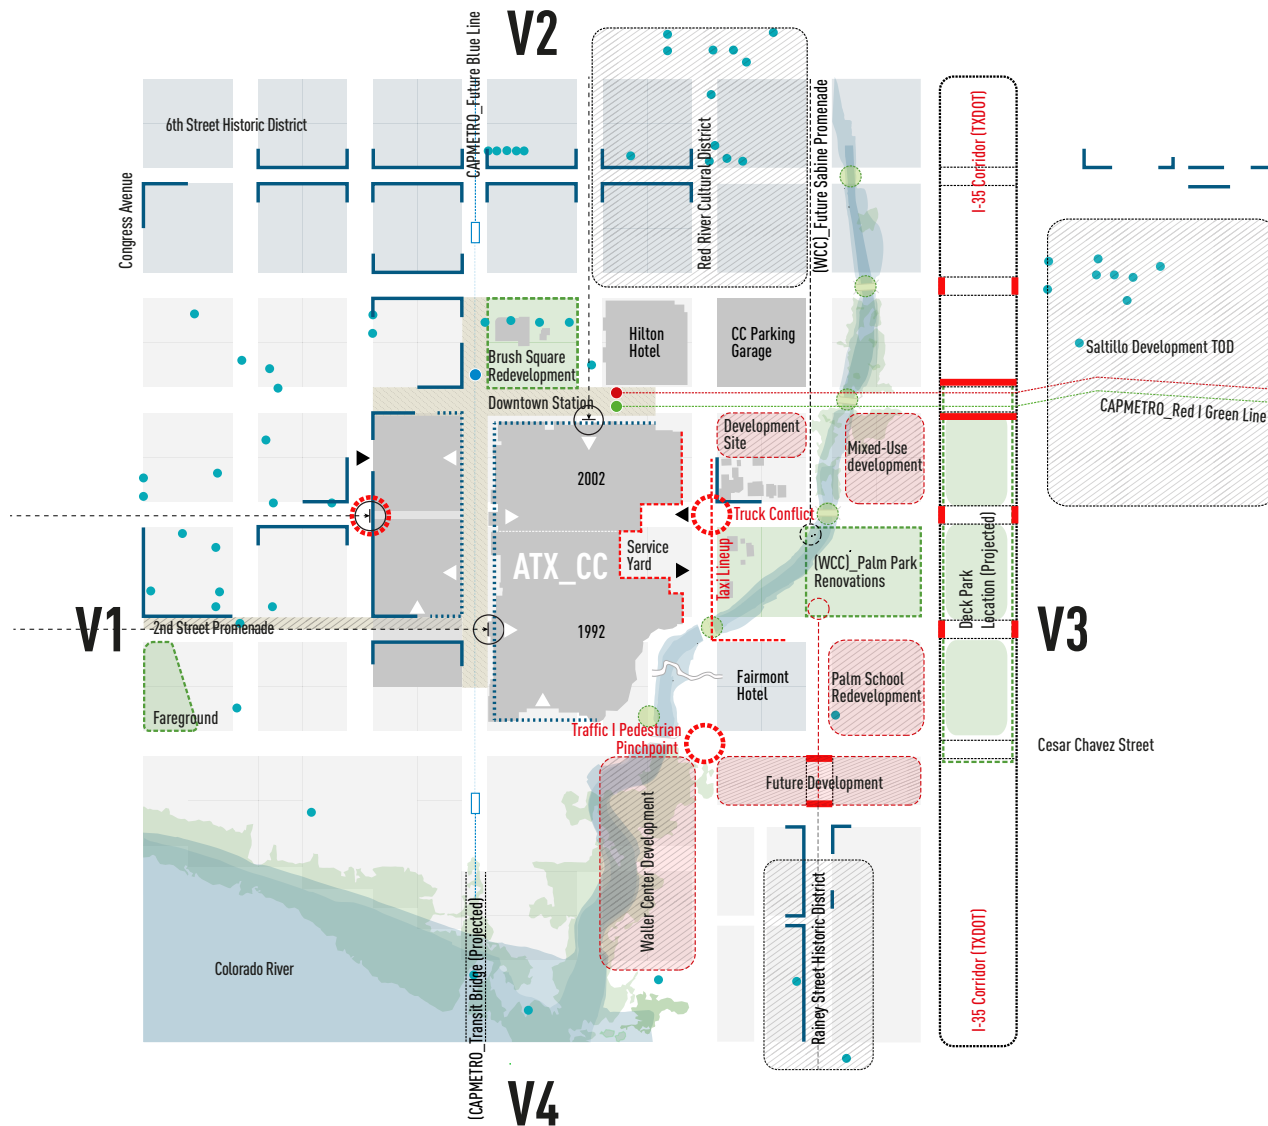 V2
CAPMETRO_Future Blue Line
6th Street Historic District
Congress Avenue
Red River Cultural District
(WCC)_Future Sabine Promenade
I-35 Corridor (TXDOT)
Hilton
Hotel
CC Parking
Garage
Brush Square
Redevelopment
Downtown Station
Saltillo Development TOD
CAPMETRO_Red I Green Line
Development
Site
Mixed-Use
development
2002
Truck Conflict
Service
Yard
ATX_CC
Taxi Lineup
(WCC)_Palm Park
Renovations
Deck Park
Location (Projected)
V1
2nd Street Promenade
1992
V3
Fareground
Fairmont
Hotel
Palm School
Redevelopment
Traffic I Pedestrian
Pinchpoint
Cesar Chavez Street
Future Development
Waller Center Development
Rainey Street Historic District
Colorado River
(CAPMETRO_Transit Bridge (Projected)
I-35 Corridor (TXDOT)
V4